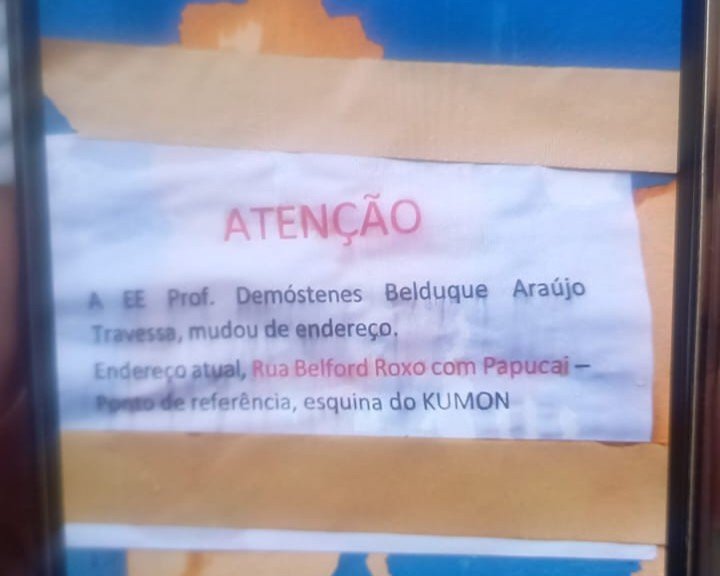 ATENÇÃO
A EE Prof. Demóstenes Belduque Araújo
Travessa, mudou de endereço.
Endereço atual, Rua Belford Roxo com Papucai –
Ponto de referência, esquina do KUMON